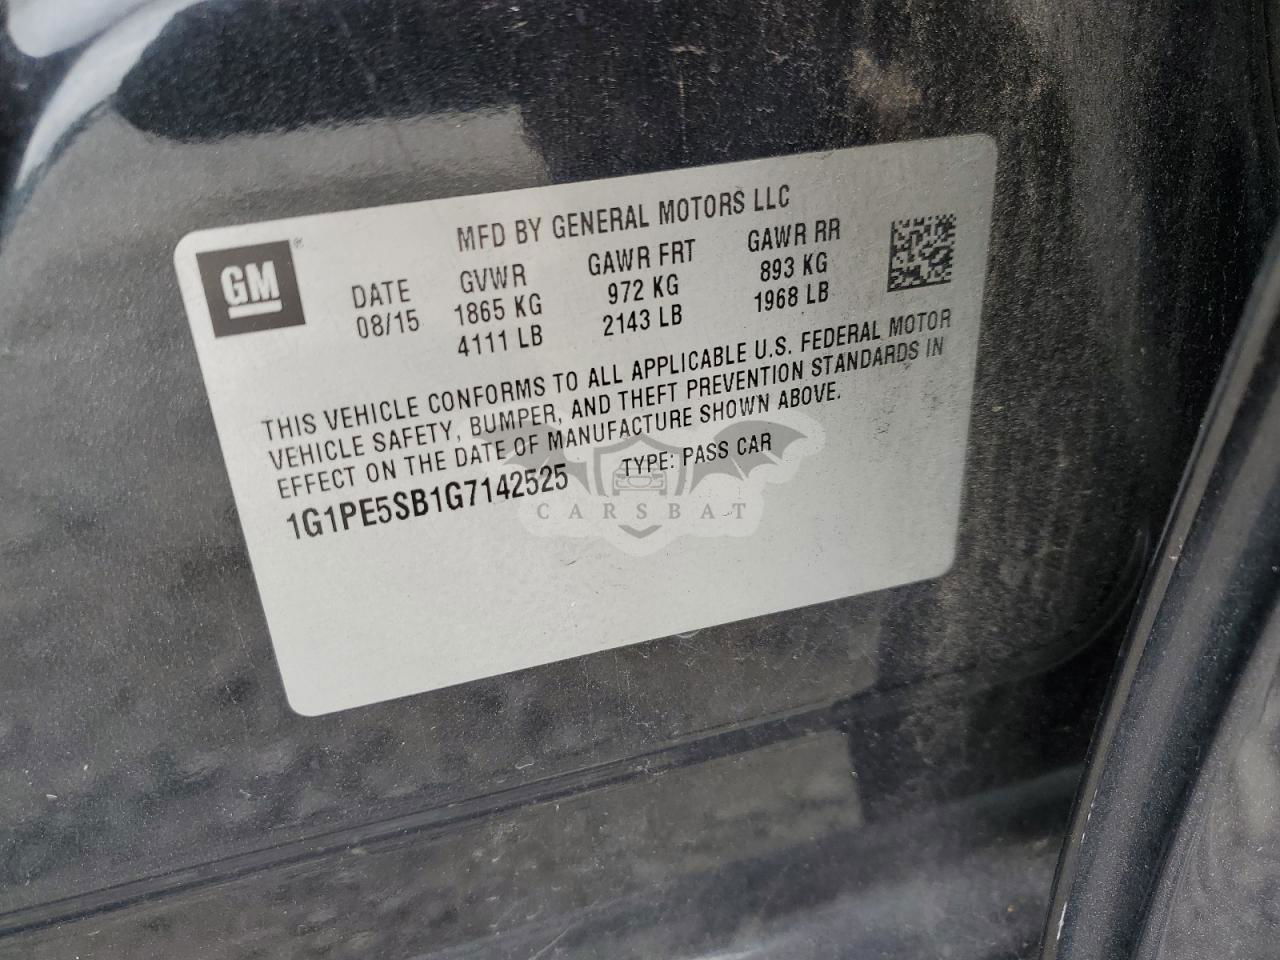 MFD BY GENERAL MOTORS LLC
GM ®
DATE GVWR GAWR FRT GAWR RR
08/15 1865 KG 972 KG 893 KG
4111 LB 2143 LB 1968 LB
THIS VEHICLE CONFORMS TO ALL APPLICABLE U.S. FEDERAL MOTOR
VEHICLE SAFETY, BUMPER, AND THEFT PREVENTION STANDARDS IN
EFFECT ON THE DATE OF MANUFACTURE SHOWN ABOVE.
1G1PE5SB1G7142525 TYPE: PASS CAR
CARSBAT